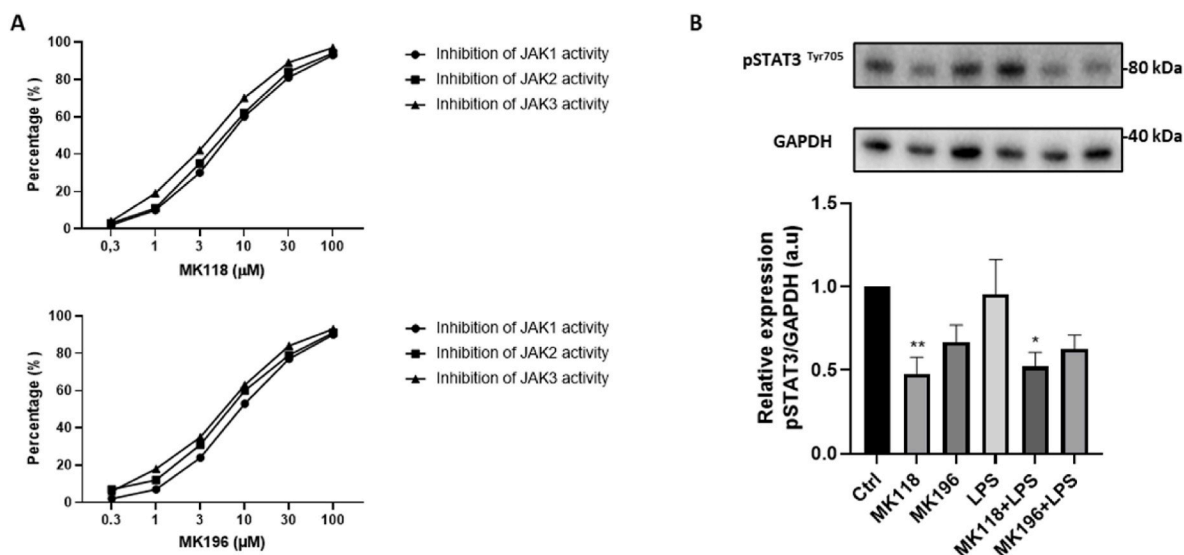 A
100
80
60
40
20
0
Percentage (%)
0,3 1 3 10 30 100
MK118 (µM)
Inhibition of JAK1 activity
Inhibition of JAK2 activity
Inhibition of JAK3 activity
100
80
60
40
20
0
Percentage (%)
0.3 1 3 10 30 100
MK196 (µM)
Inhibition of JAK1 activity
Inhibition of JAK2 activity
Inhibition of JAK3 activity
B
pSTAT3 Tyr705
-80 kDa
GAPDH
-40 kDa
Relative expression
pSTAT3/GAPDH (a.u)
1.0
0.5
0.0
**
*
Ctrl
MK118
MK196
LPS
MK118+LPS
MK196+LPS